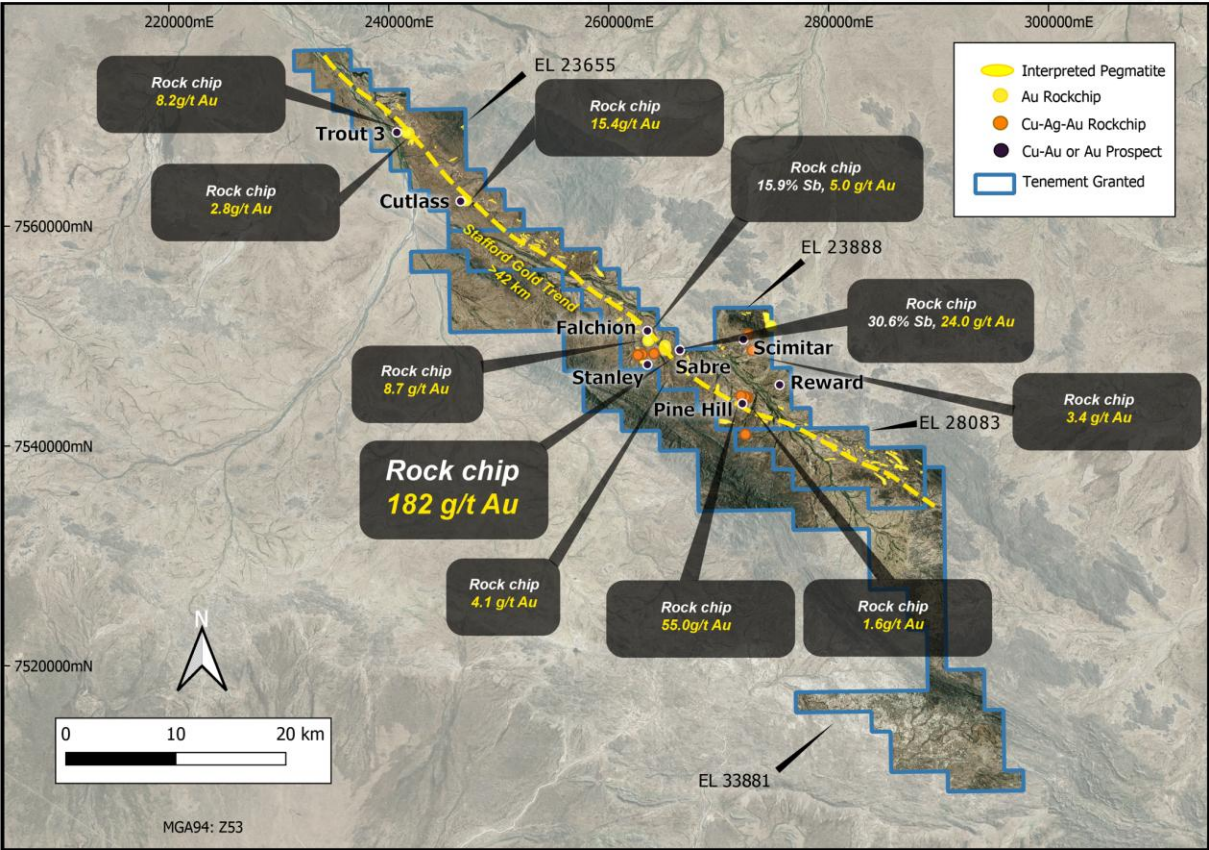 220000mE
240000mE
260000mE
280000mE
300000mE
7560000mN
7540000mN
7520000mN
Interpreted Pegmatite
Au Rockchip
Cu-Ag-Au Rockchip
Cu-Au or Au Prospect
Tenement Granted
EL 23655
Rock chip
8.2g/t Au
Trout 3
Rock chip
15.4g/t Au
Rock chip
2.8g/t Au
Cutlass
Rock chip
15.9% Sb, 5.0 g/t Au
Stafford Gold Trend
>42 km
EL 23888
Rock chip
30.6% Sb, 24.0 g/t Au
Falchion
Scimitar
Sabre
Stanley
Reward
Rock chip
8.7 g/t Au
Rock chip
3.4 g/t Au
Pine Hill
EL 28083
Rock chip
182 g/t Au
Rock chip
4.1 g/t Au
Rock chip
55.0g/t Au
Rock chip
1.6g/t Au
N
0
10
20 km
EL 33881
MGA94: Z53